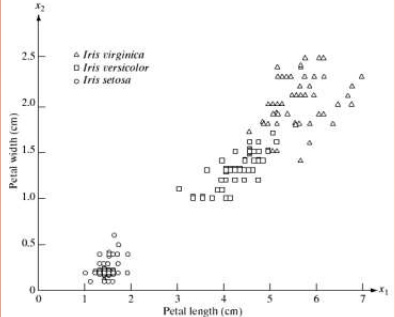 x2
2.5
△ Iris virginica
□ Iris versicolor
○ Iris setosa
2.0
Petal width (cm)
1.5
1.0
0.5
0
0 1 2 3 4 5 6 7 x1
Petal length (cm)